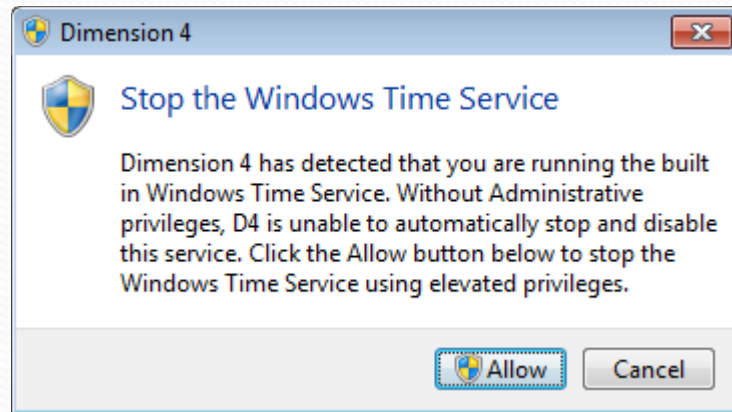 Dimension 4
Stop the Windows Time Service
Dimension 4 has detected that you are running the built
in Windows Time Service. Without Administrative
privileges, D4 is unable to automatically stop and disable
this service. Click the Allow button below to stop the
Windows Time Service using elevated privileges.
Allow Cancel